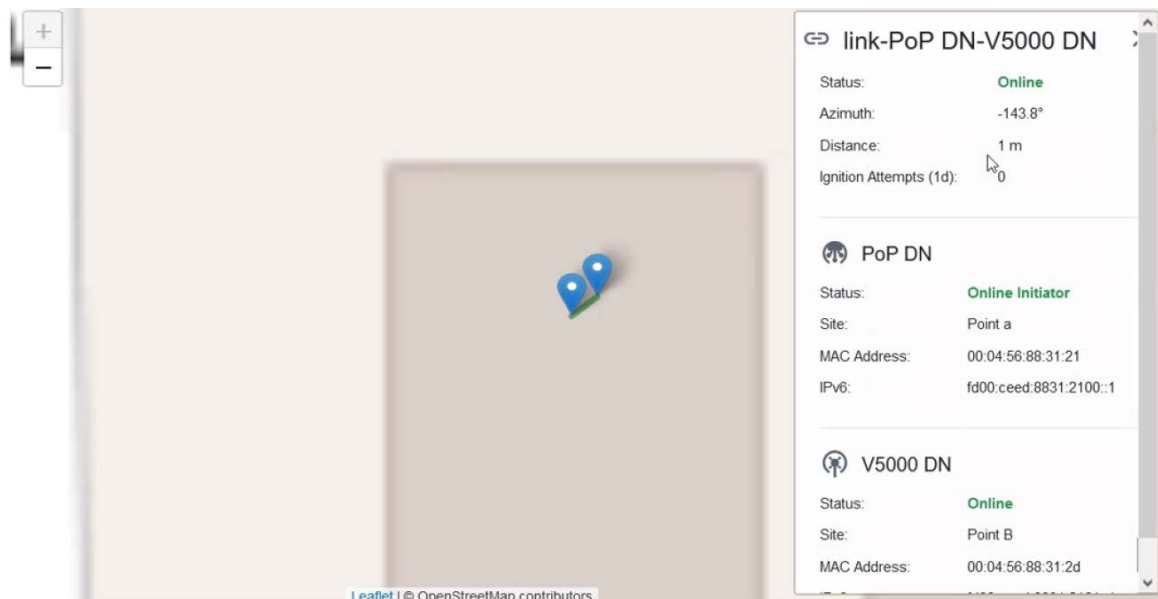 +
−
link-PoP DN-V5000 DN
Status: Online
Azimuth: -143.8°
Distance: 1 m
Ignition Attempts (1d): 0
PoP DN
Status: Online Initiator
Site: Point a
MAC Address: 00:04:56:88:31:21
IPv6: fd00:ceed:8831:2100::1
V5000 DN
Status: Online
Site: Point B
MAC Address: 00:04:56:88:31:2d
Leaflet | © OpenStreetMap contributors